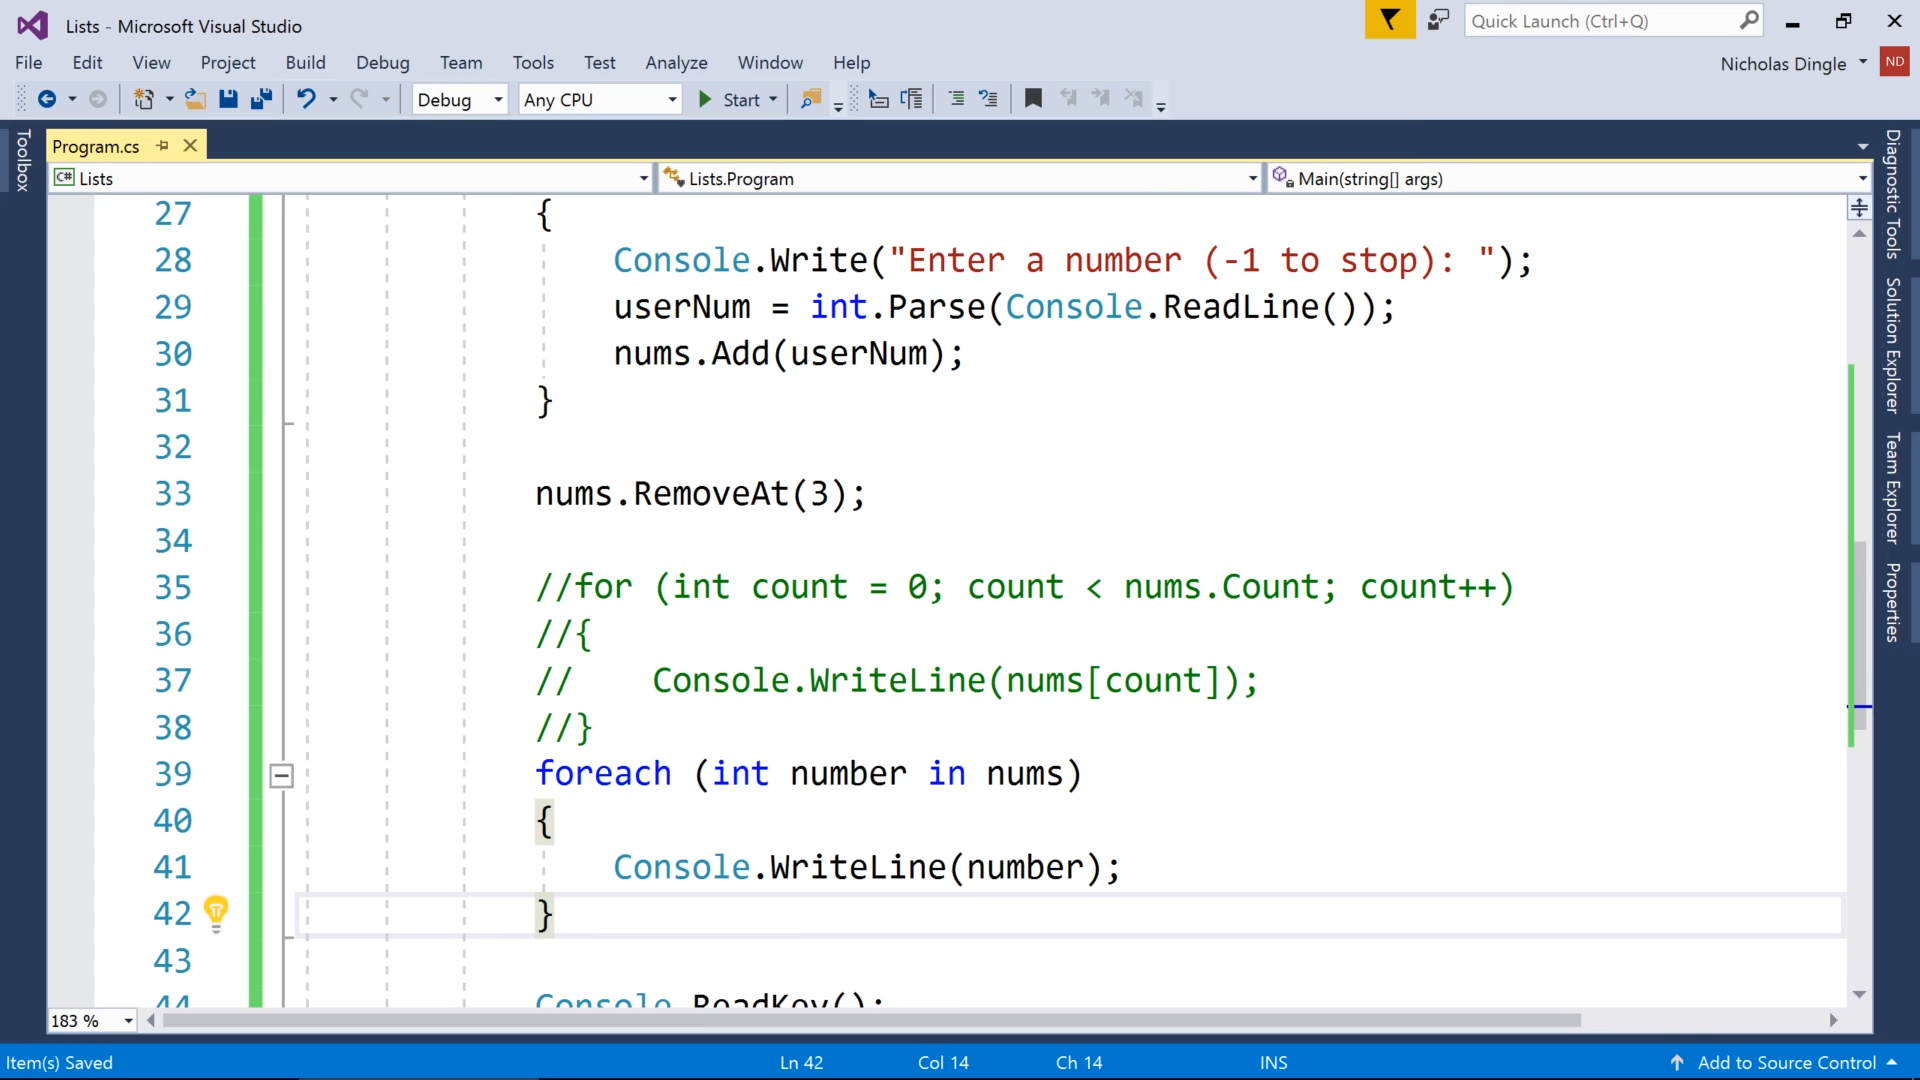 Lists - Microsoft Visual Studio
Quick Launch (Ctrl+Q)
File Edit View Project Build Debug Team Tools Test Analyze Window Help
Nicholas Dingle ND
Debug Any CPU Start
Toolbox
Program.cs
C# Lists
Lists.Program
Main(string[] args)
27 {
28 Console.Write("Enter a number (-1 to stop): ");
29 userNum = int.Parse(Console.ReadLine());
30 nums.Add(userNum);
31 }
32
33 nums.RemoveAt(3);
34
35 //for (int count = 0; count < nums.Count; count++)
36 //{
37 //    Console.WriteLine(nums[count]);
38 //}
39 foreach (int number in nums)
40 {
41 Console.WriteLine(number);
42 }
43
44 Console.ReadKey();
Diagnostic Tools
Solution Explorer
Team Explorer
Properties
183 %
Item(s) Saved
Ln 42
Col 14
Ch 14
INS
Add to Source Control